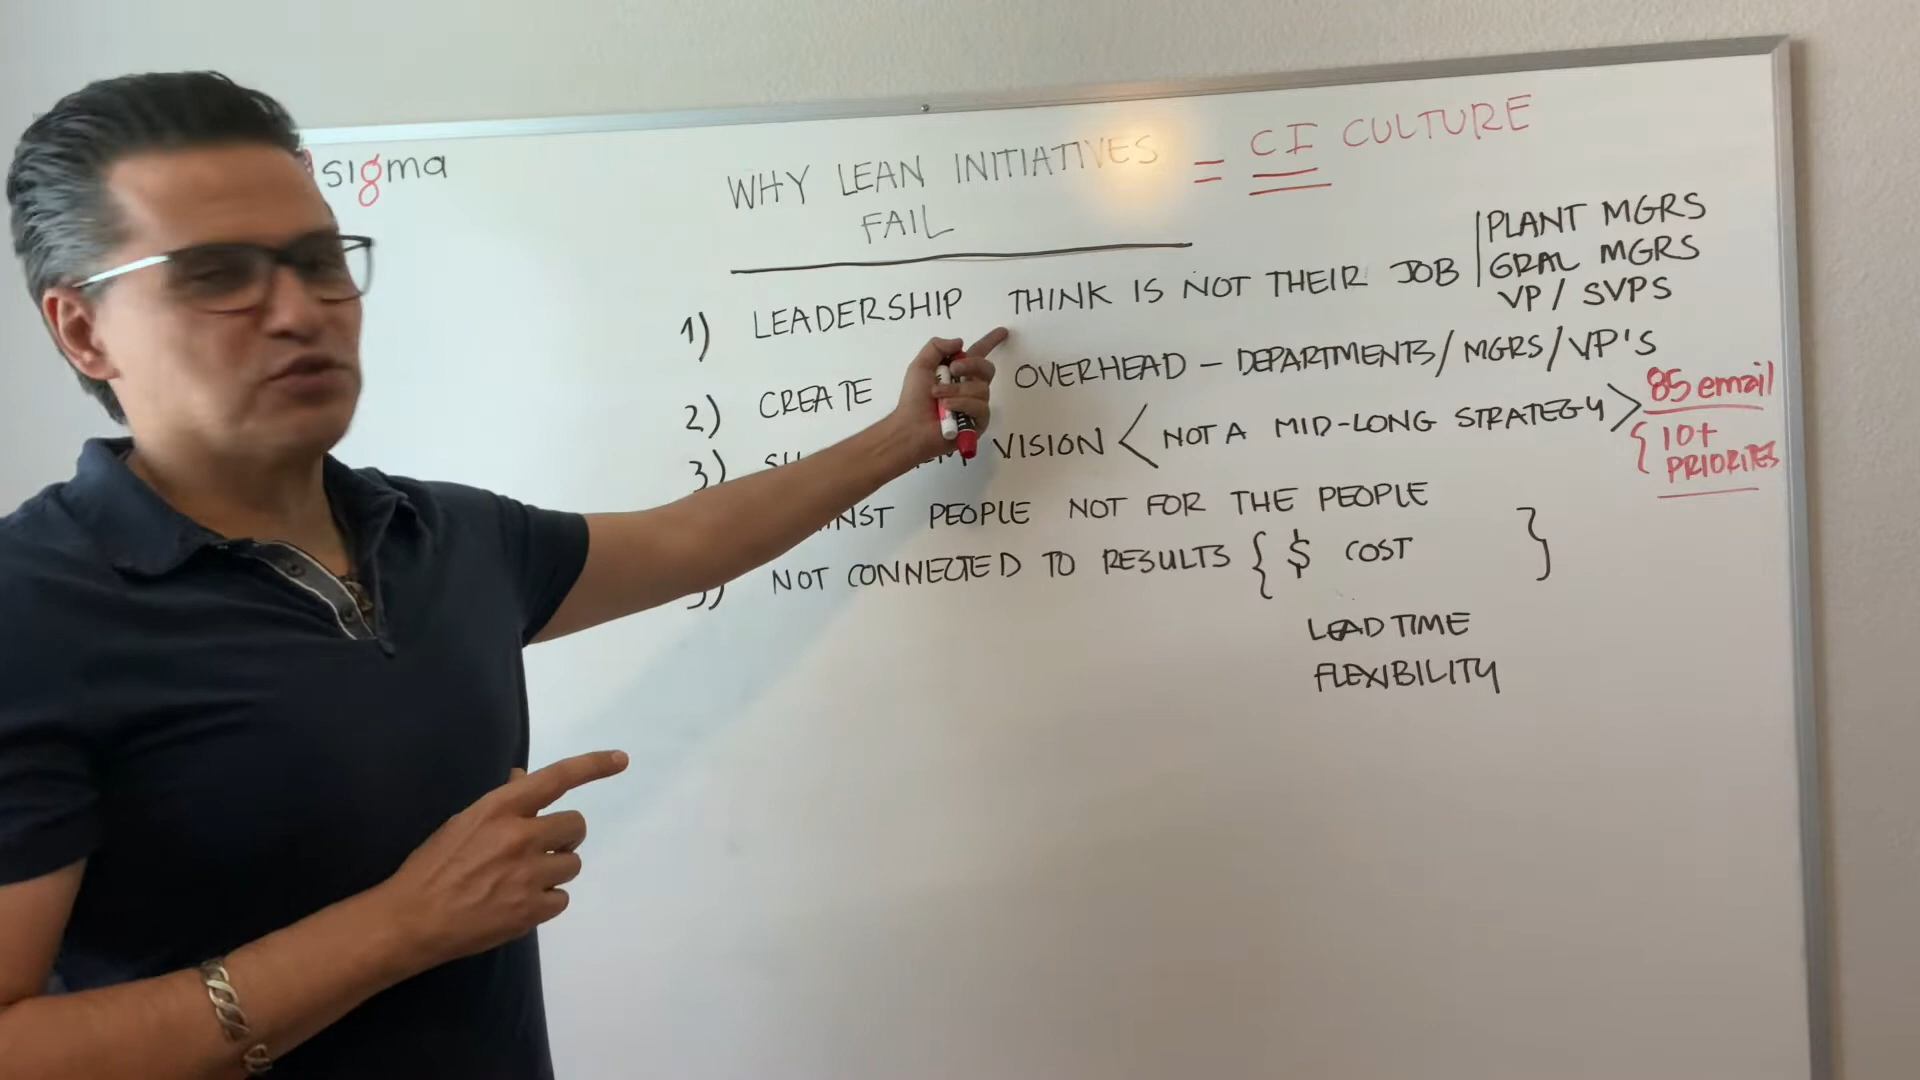 sigma
WHY LEAN INITIATIVES = CI CULTURE
FAIL
1) LEADERSHIP THINK IS NOT THEIR JOB
PLANT MGRS
GRAL MGRS
VP / SVPS
2) CREATE OVERHEAD - DEPARTMENTS/MGRS/VP'S
3) VISION < NOT A MID-LONG STRATEGY >
85 email
{ 10+
PRIORITES
PEOPLE NOT FOR THE PEOPLE
NOT CONNECTED TO RESULTS { $ COST }
LEAD TIME
FLEXIBILITY